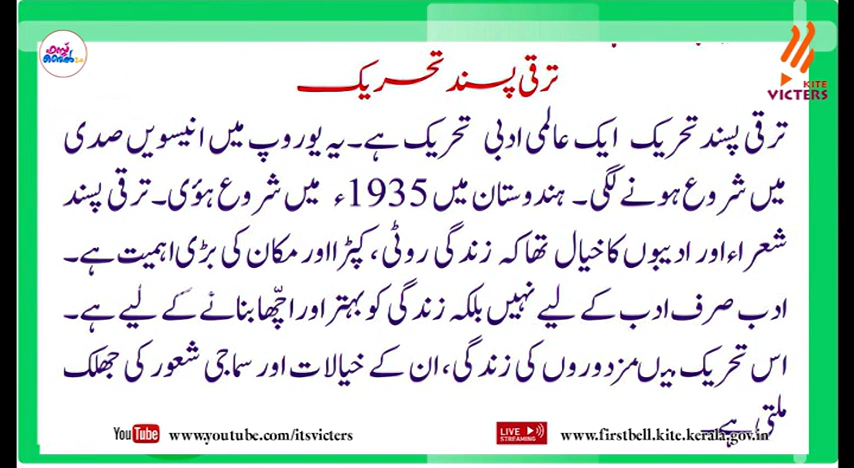 ترقی پسند تحریک
ترقی پسند تحریک ایک عالمی ادبی تحریک ہے۔ یہ یوروپ میں انیسویں صدی
میں شروع ہونے لگی۔ ہندوستان میں 1935ء میں شروع ہوؤی۔ ترقی پسند
شعراء اور ادیبوں کا خیال تھا کہ زندگی روٹی، کپڑا اور مکان کی بڑی اہمیت ہے۔
ادب صرف ادب کے لیے نہیں بلکہ زندگی کو بہتر اور اچّھا بنانے کے لیے ہے۔
اس تحریک میں مزدوروں کی زندگی، ان کے خیالات اور سماجی شعور کی جھلک
ملتی ہے۔
KITE
VICTERS
YouTube www.youtube.com/itsvicters
LIVE STREAMING www.firstbell.kite.kerala.gov.in